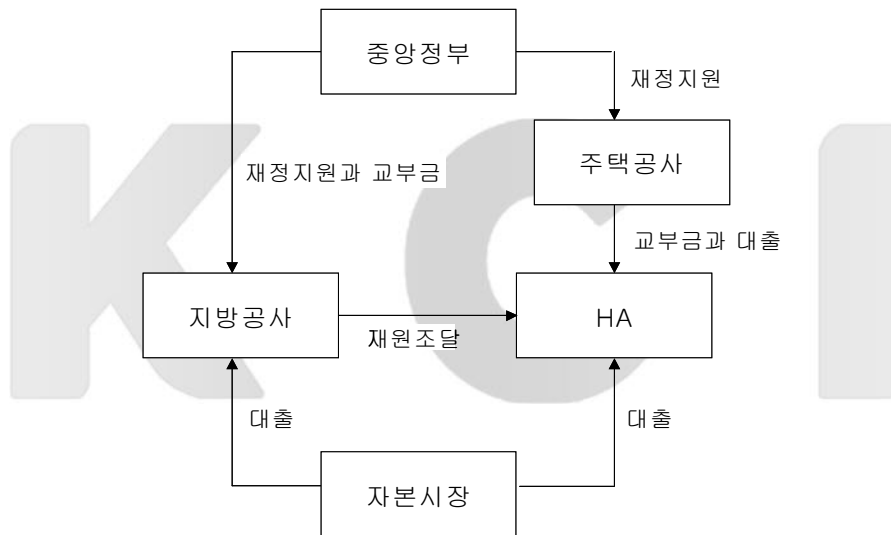 중앙정부
재정지원
주택공사
재정지원과 교부금
교부금과 대출
지방공사
HA
재원조달
대출
대출
자본시장
KCI